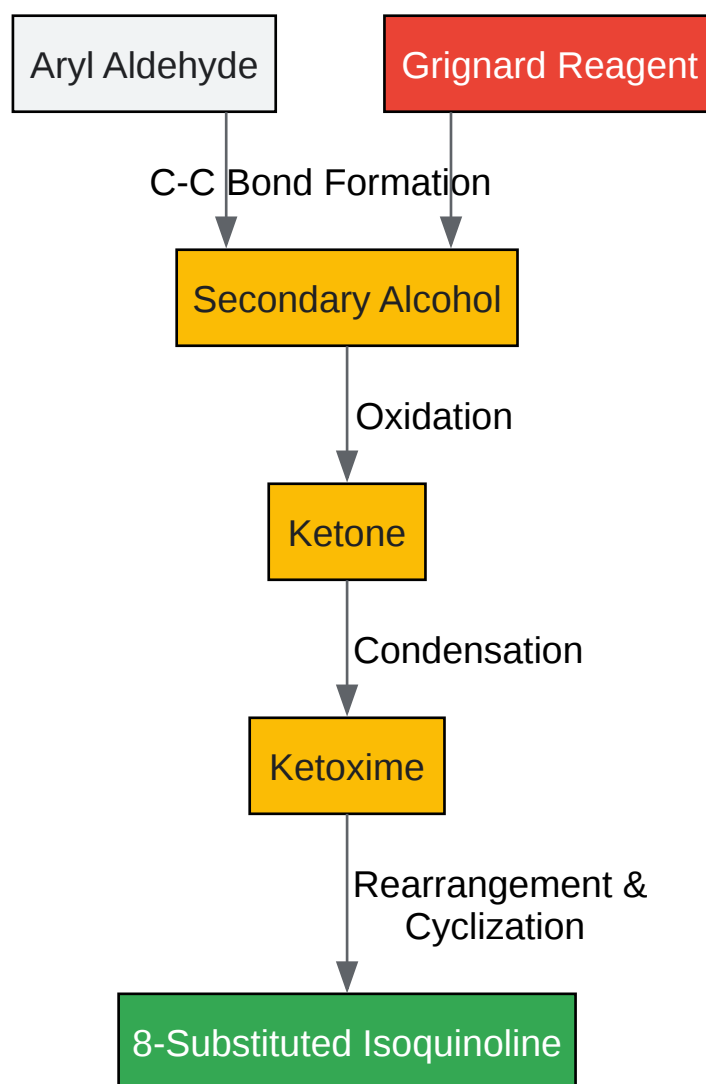 Aryl Aldehyde
Grignard Reagent
C-C Bond Formation
Secondary Alcohol
Oxidation
Ketone
Condensation
Ketoxime
Rearrangement &
Cyclization
8-Substituted Isoquinoline